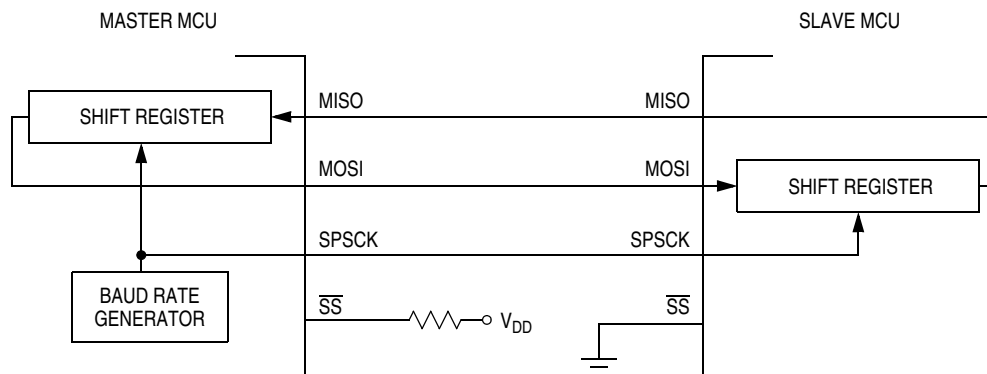 MASTER MCU
SLAVE MCU
SHIFT REGISTER
MISO
MISO
MOSI
MOSI
SHIFT REGISTER
SPSCK
SPSCK
BAUD RATE
GENERATOR
SS
VDD
SS